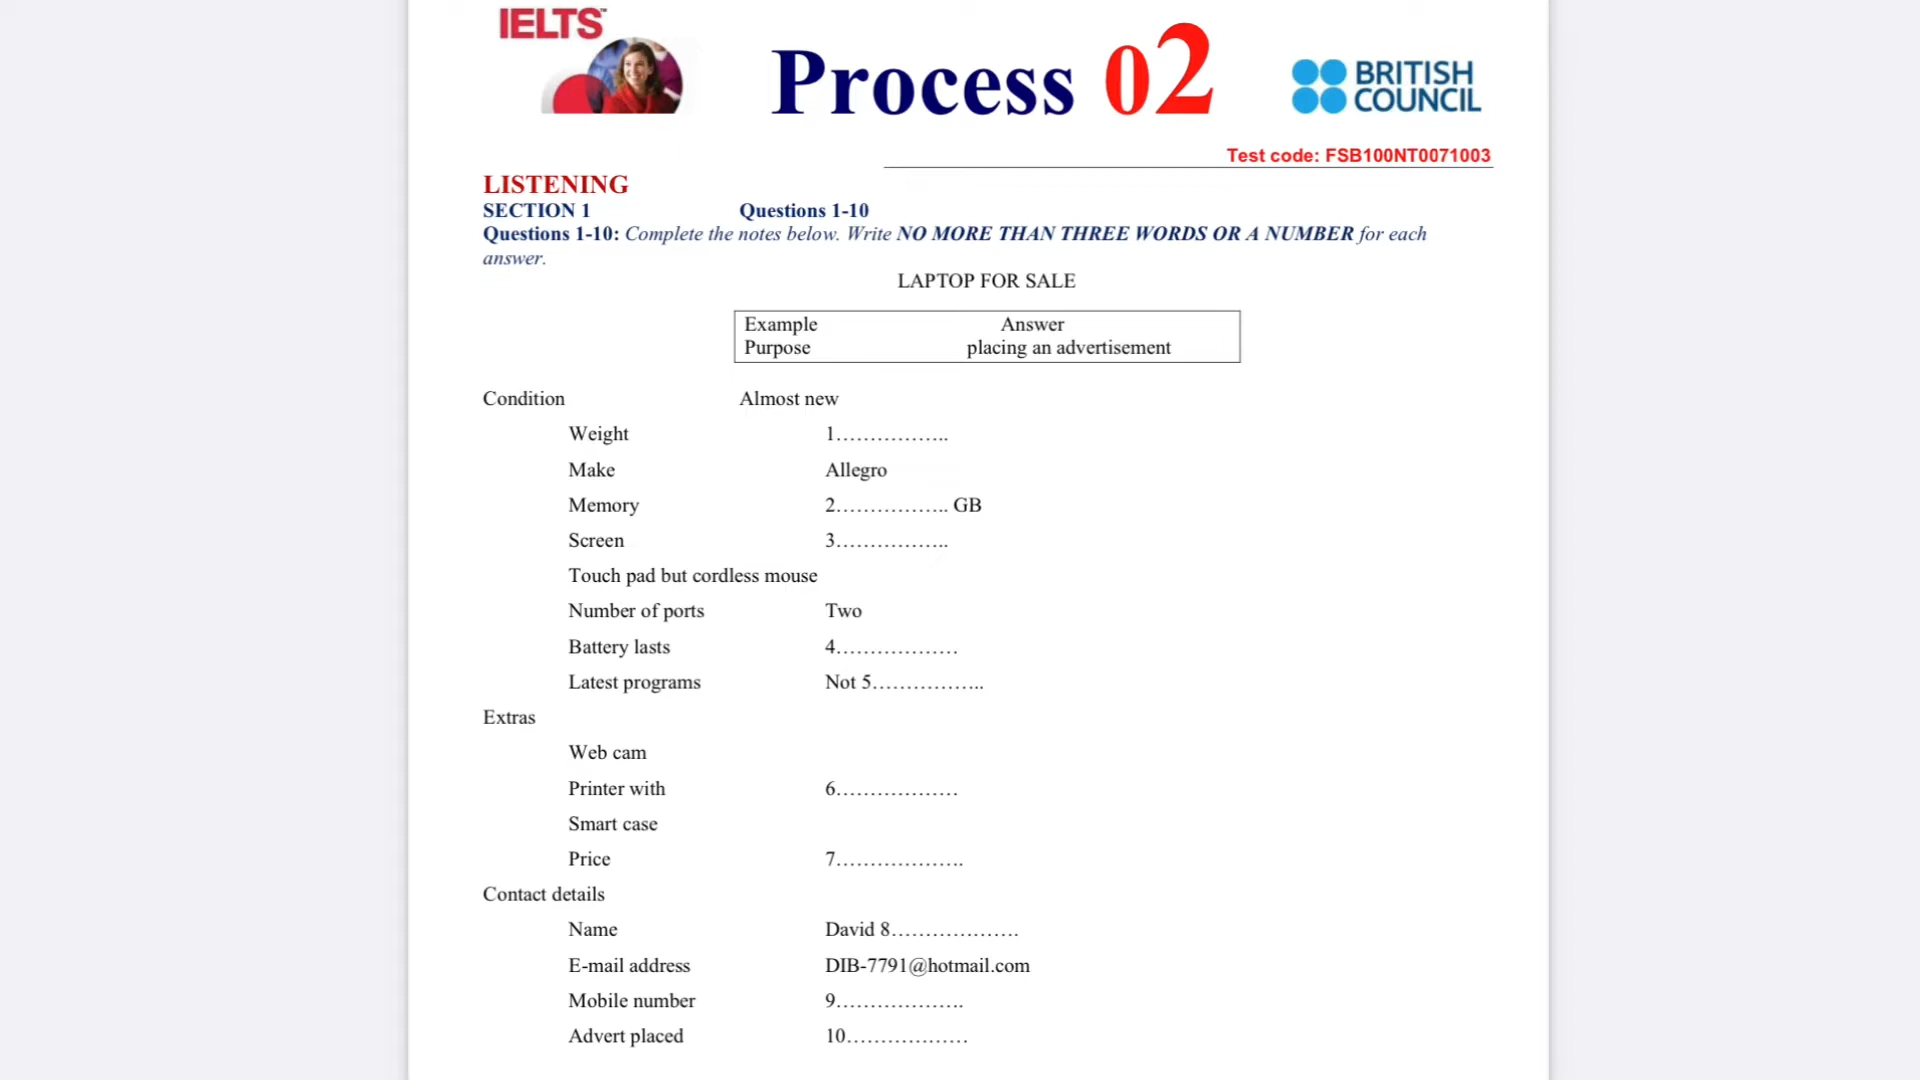 IELTS™
Process 02
BRITISH
COUNCIL
Test code: FSB100NT0071003
LISTENING
SECTION 1 Questions 1-10
Questions 1-10: Complete the notes below. Write NO MORE THAN THREE WORDS OR A NUMBER for each
answer.
LAPTOP FOR SALE
Example Answer
Purpose placing an advertisement
Condition Almost new
Weight 1……………..
Make Allegro
Memory 2…………….. GB
Screen 3……………..
Touch pad but cordless mouse
Number of ports Two
Battery lasts 4………………
Latest programs Not 5……………..
Extras
Web cam
Printer with 6………………
Smart case
Price 7……………….
Contact details
Name David 8……………….
E-mail address DIB-7791@hotmail.com
Mobile number 9……………….
Advert placed 10………………